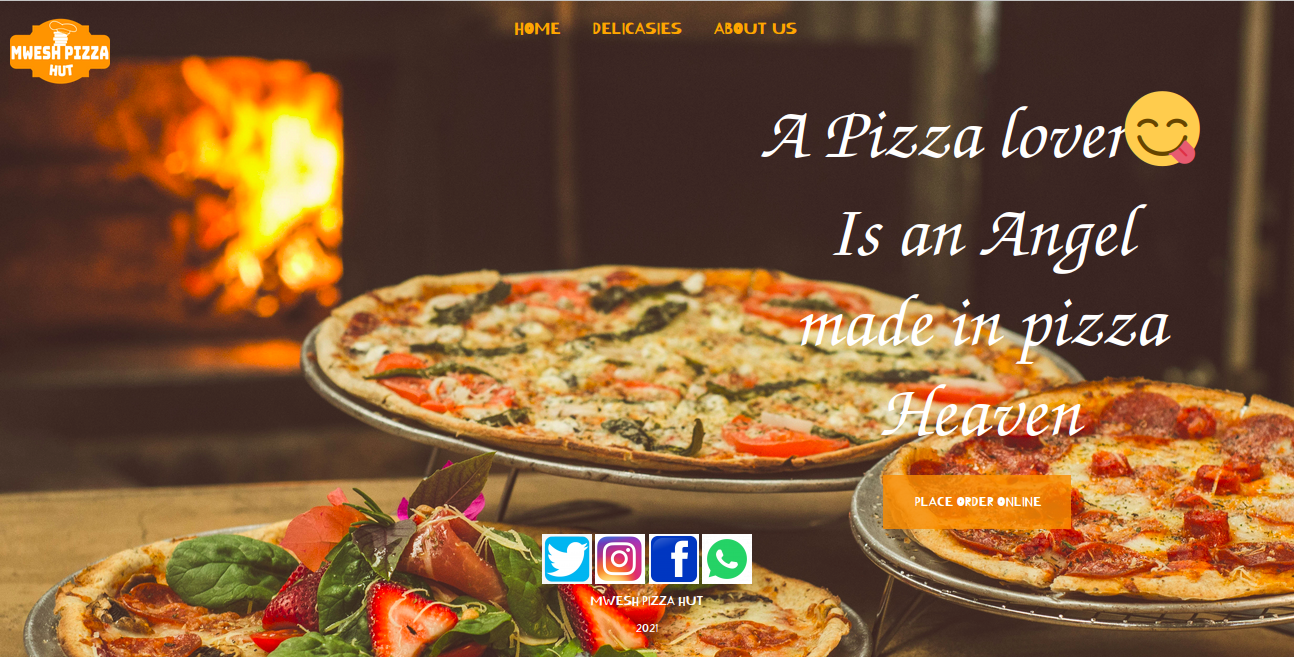 MWESH PIZZA
HUT
HOME DELICASIES ABOUT US
A Pizza lover
Is an Angel
made in pizza
Heaven
PLACE ORDER ONLINE
MWESH PIZZA HUT
2021